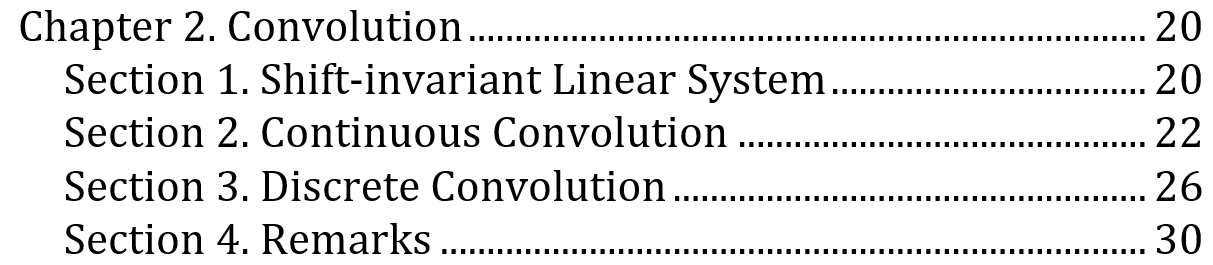 Chapter 2. Convolution.......................................................................... 20
Section 1. Shift-invariant Linear System.................................. 20
Section 2. Continuous Convolution ............................................ 22
Section 3. Discrete Convolution................................................... 26
Section 4. Remarks ............................................................................ 30